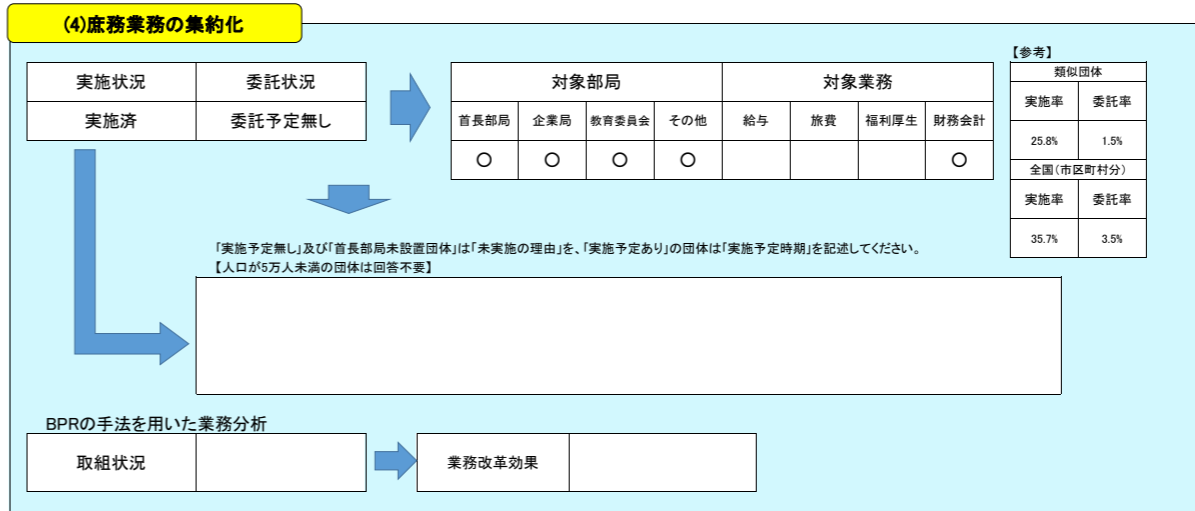 (4)庶務業務の集約化
実施状況 委託状況
実施済 委託予定無し
対象部局 対象業務
首長部局 企業局 教育委員会 その他 給与 旅費 福利厚生 財務会計
○ ○ ○ ○ ○
【参考】
類似団体
実施率 委託率
25.8% 1.5%
全国(市区町村分)
実施率 委託率
35.7% 3.5%
「実施予定無し」及び「首長部局未設置団体」は「未実施の理由」を、「実施予定あり」の団体は「実施予定時期」を記述してください。
【人口が5万人未満の団体は回答不要】
BPRの手法を用いた業務分析
取組状況 業務改革効果